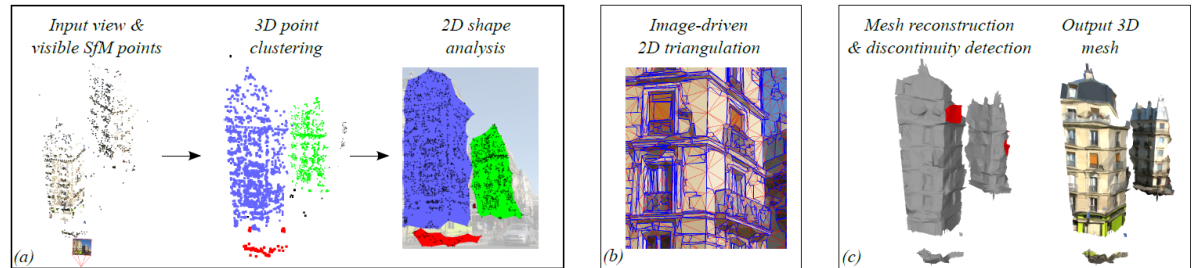 Input view &
visible SfM points
3D point
clustering
2D shape
analysis
(a)
Image-driven
2D triangulation
(b)
Mesh reconstruction
& discontinuity detection
Output 3D
mesh
(c)